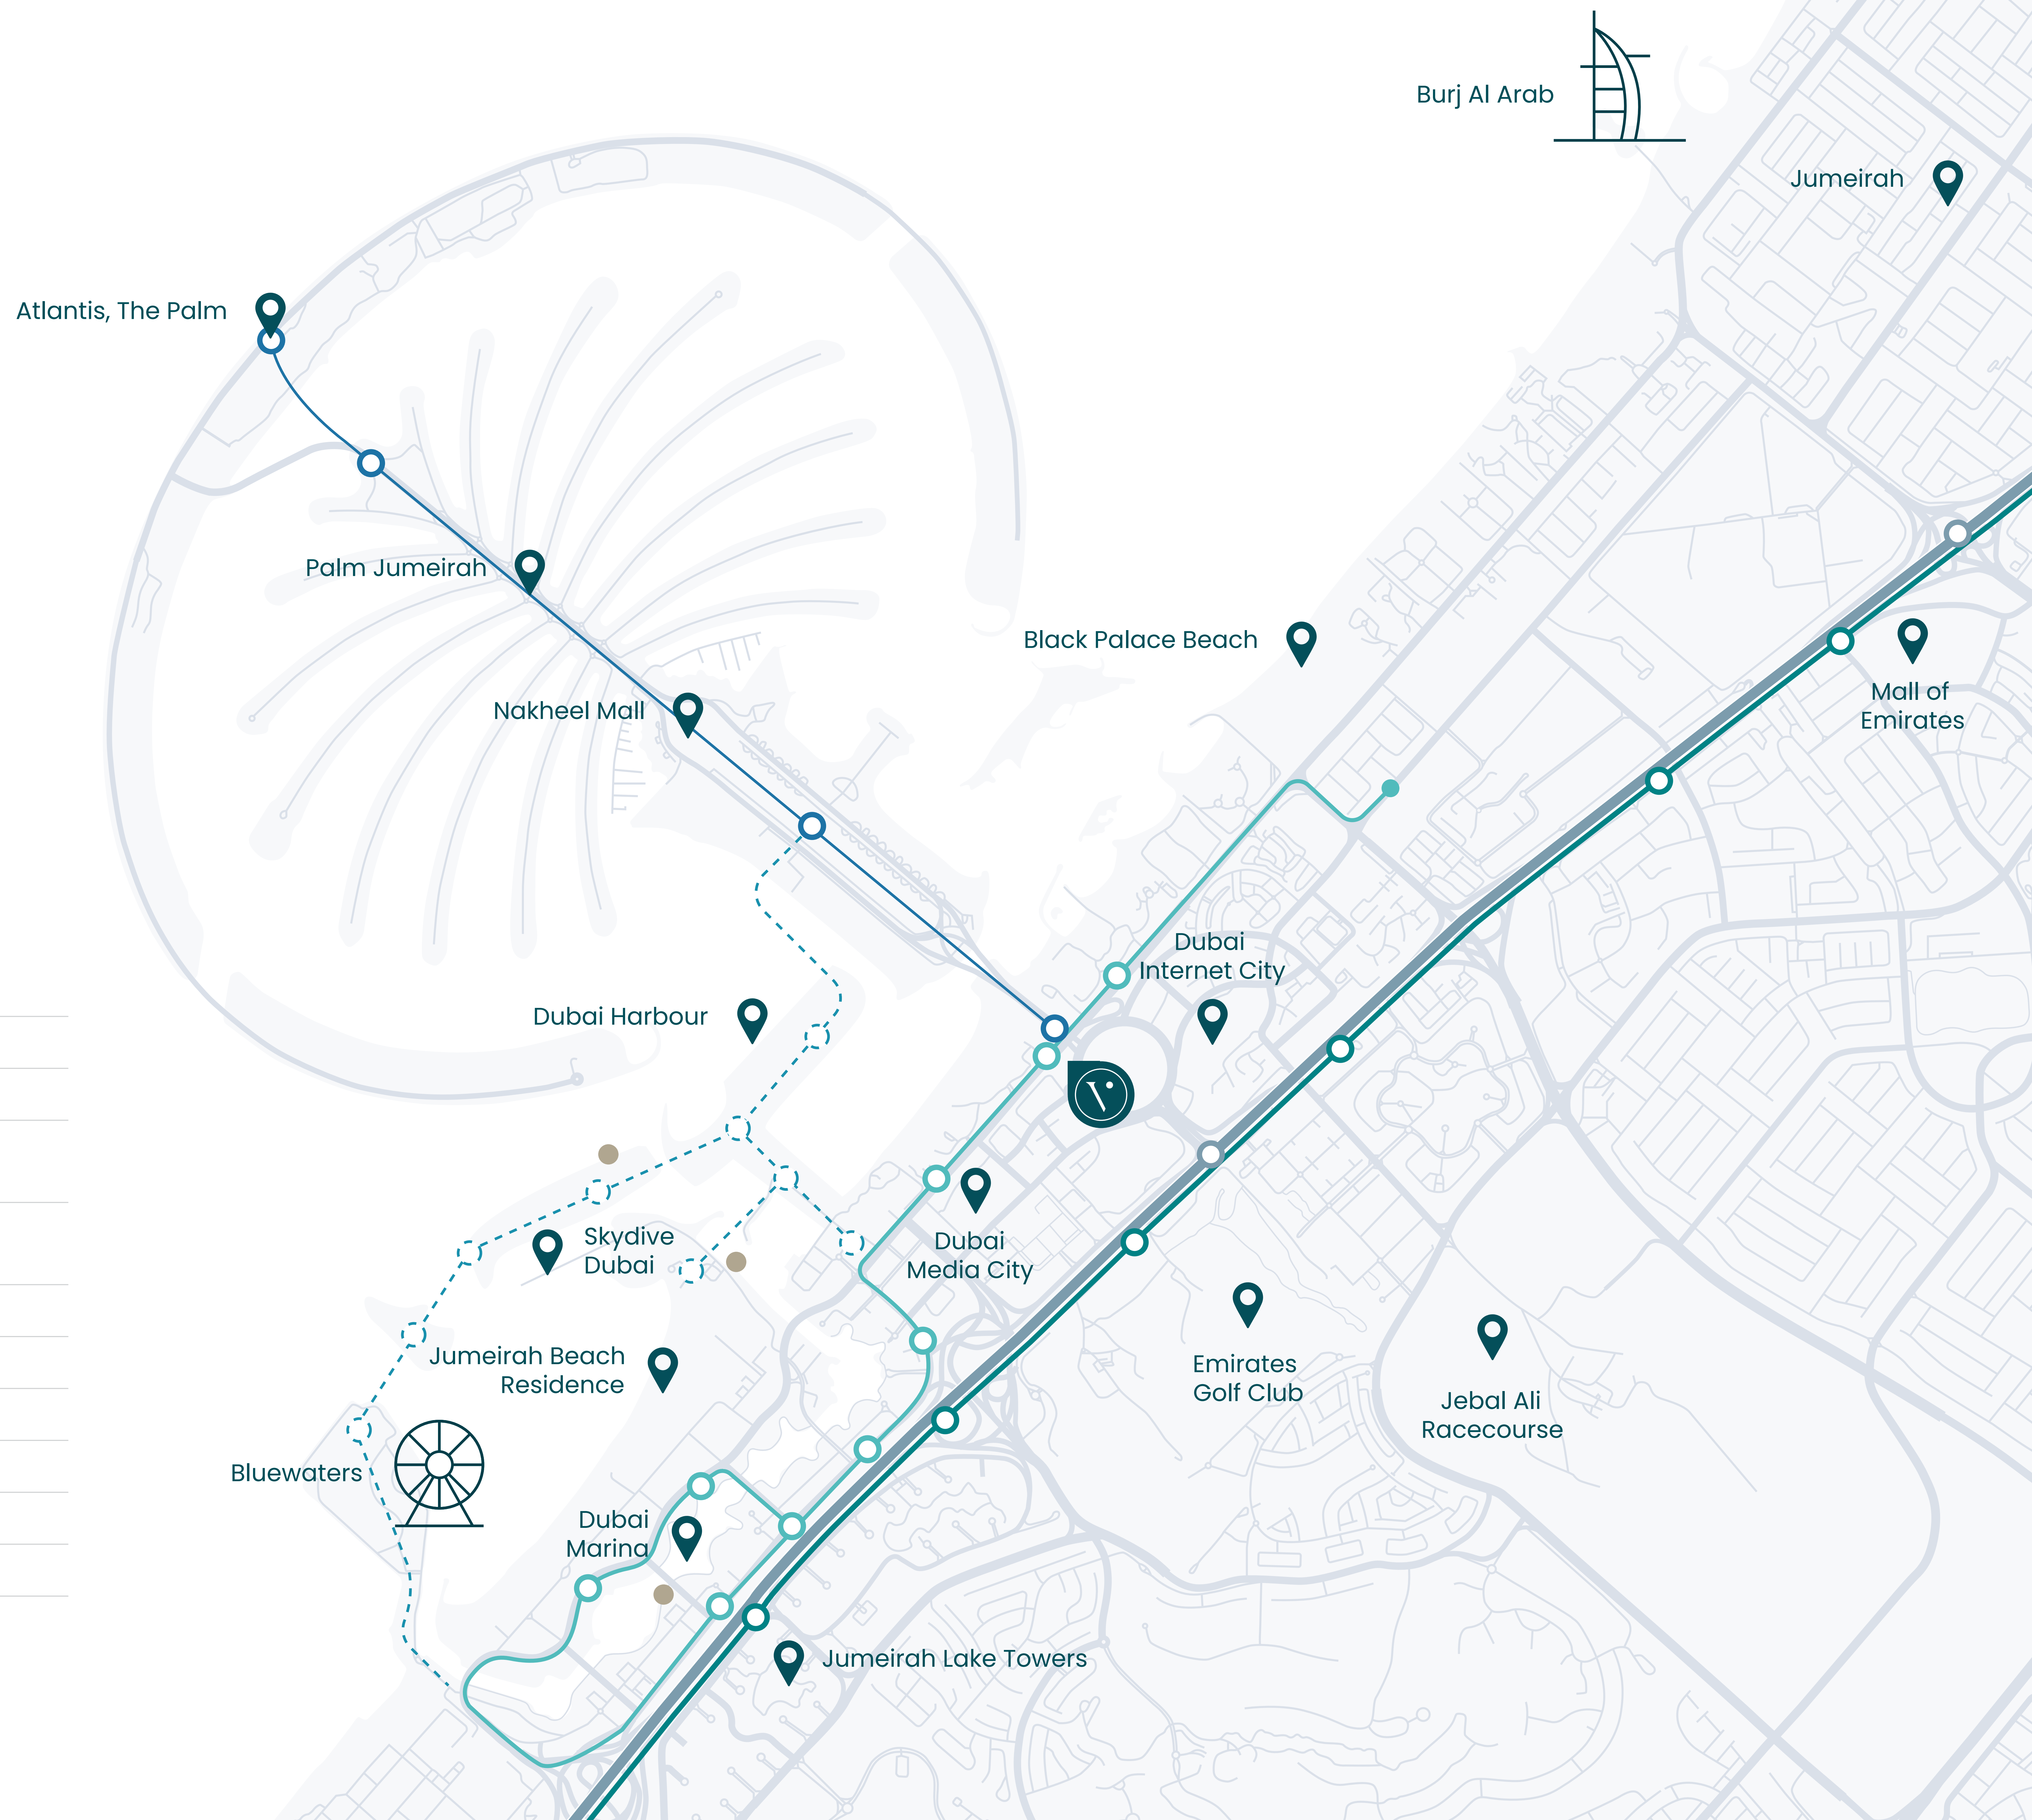 Burj Al Arab
Jumeirah
Atlantis, The Palm
Palm Jumeirah
Black Palace Beach
Mall of
Emirates
Nakheel Mall
Dubai
Internet City
Dubai Harbour
Skydive
Dubai
Dubai
Media City
Jumeirah Beach
Residence
Emirates
Golf Club
Jebal Ali
Racecourse
Bluewaters
Dubai
Marina
Jumeirah Lake Towers